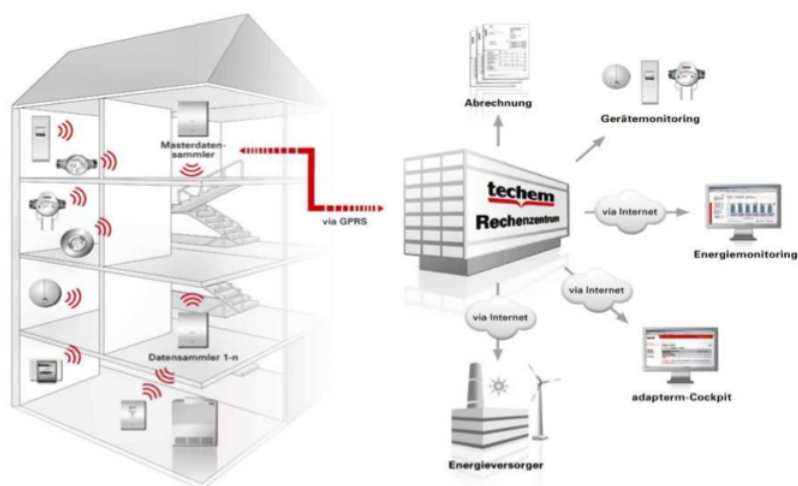 Abrechnung
Gerätemonitoring
Masterdaten-
sammler
via GPRS
techem
Rechenzentrum
via Internet
Energiemonitoring
via Internet
via Internet
Datensammler 1-n
adapterm-Cockpit
Energieversorger